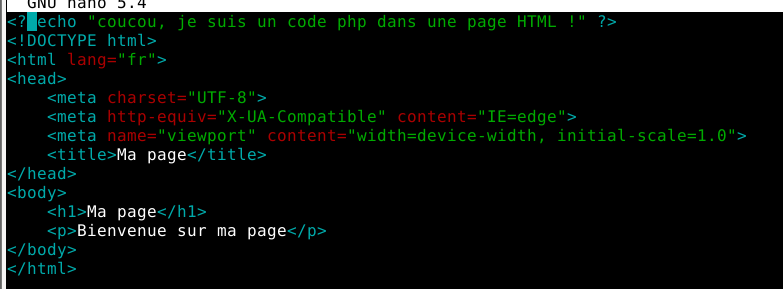 GNU nano 5.4
<? echo "coucou, je suis un code php dans une page HTML !" ?>
<!DOCTYPE html>
<html lang="fr">
<head>
    <meta charset="UTF-8">
    <meta http-equiv="X-UA-Compatible" content="IE=edge">
    <meta name="viewport" content="width=device-width, initial-scale=1.0">
    <title>Ma page</title>
</head>
<body>
    <h1>Ma page</h1>
    <p>Bienvenue sur ma page</p>
</body>
</html>